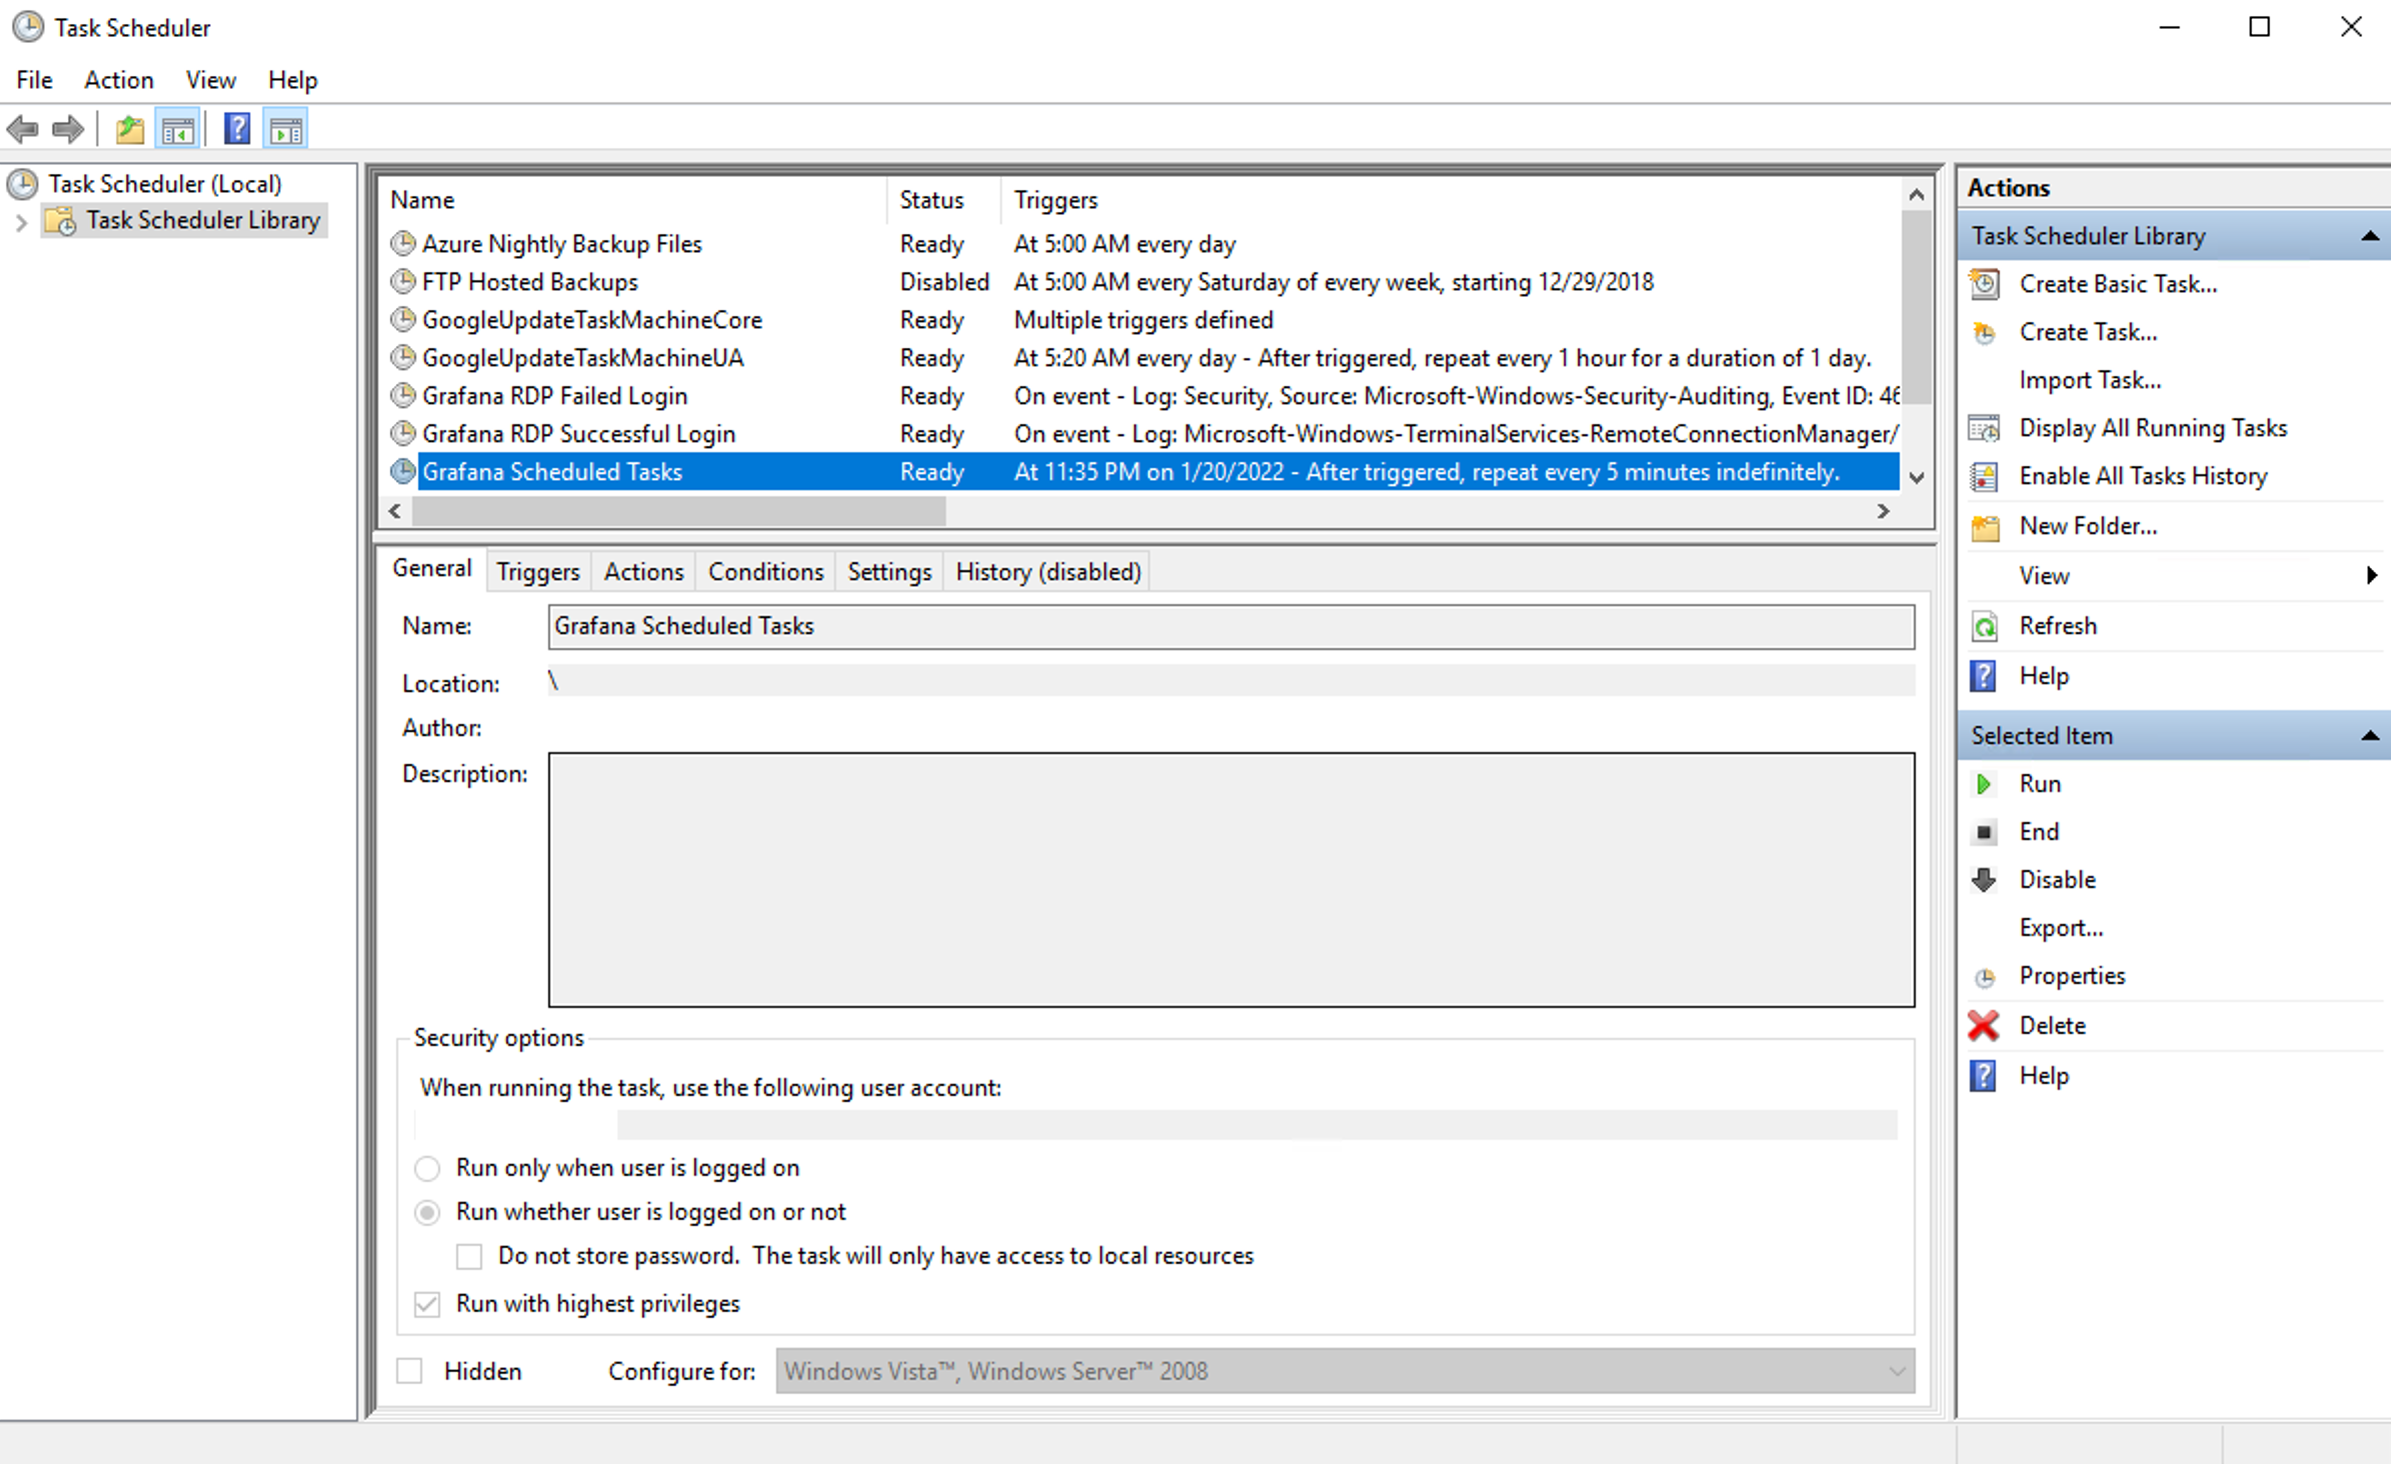 Task Scheduler
File Action View Help
Task Scheduler (Local)
Task Scheduler Library
Name Status Triggers
Azure Nightly Backup Files Ready At 5:00 AM every day
FTP Hosted Backups Disabled At 5:00 AM every Saturday of every week, starting 12/29/2018
GoogleUpdateTaskMachineCore Ready Multiple triggers defined
GoogleUpdateTaskMachineUA Ready At 5:20 AM every day - After triggered, repeat every 1 hour for a duration of 1 day.
Grafana RDP Failed Login Ready On event - Log: Security, Source: Microsoft-Windows-Security-Auditing, Event ID: 46
Grafana RDP Successful Login Ready On event - Log: Microsoft-Windows-TerminalServices-RemoteConnectionManager/
Grafana Scheduled Tasks Ready At 11:35 PM on 1/20/2022 - After triggered, repeat every 5 minutes indefinitely.
General Triggers Actions Conditions Settings History (disabled)
Name: Grafana Scheduled Tasks
Location: \
Author:
Description:
Security options
When running the task, use the following user account:
Run only when user is logged on
Run whether user is logged on or not
Do not store password. The task will only have access to local resources
Run with highest privileges
Hidden Configure for: Windows Vista™, Windows Server™ 2008
Actions
Task Scheduler Library
Create Basic Task...
Create Task...
Import Task...
Display All Running Tasks
Enable All Tasks History
New Folder...
View
Refresh
Help
Selected Item
Run
End
Disable
Export...
Properties
Delete
Help